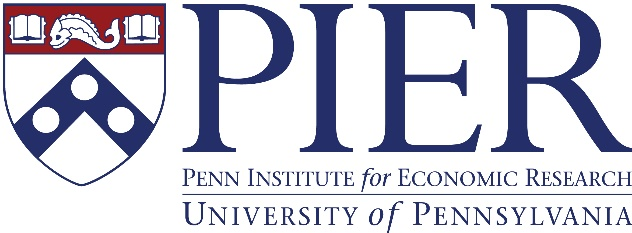 PIER
PENN INSTITUTE for ECONOMIC RESEARCH
UNIVERSITY of PENNSYLVANIA